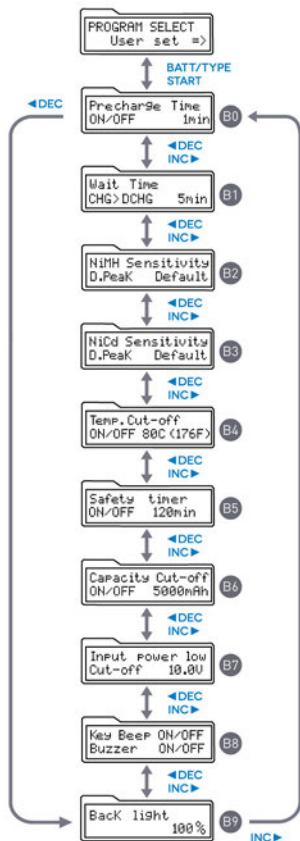 PROGRAM SELECT
User set =>
BATT/TYPE
START
◄DEC
Precharge Time
ON/OFF 1min
B0
◄DEC
INC►
Wait Time
CHG>DCHG 5min
B1
◄DEC
INC►
NiMH Sensitivity
D.Peak Default
B2
◄DEC
INC►
NiCd Sensitivity
D.Peak Default
B3
◄DEC
INC►
Temp.Cut-off
ON/OFF 80C(176F)
B4
◄DEC
INC►
Safety timer
ON/OFF 120min
B5
◄DEC
INC►
Capacity Cut-off
ON/OFF 5000mAh
B6
◄DEC
INC►
Input power low
Cut-off 10.0V
B7
◄DEC
INC►
Key Beep ON/OFF
Buzzer ON/OFF
B8
◄DEC
INC►
Back light
100%
B9
INC►